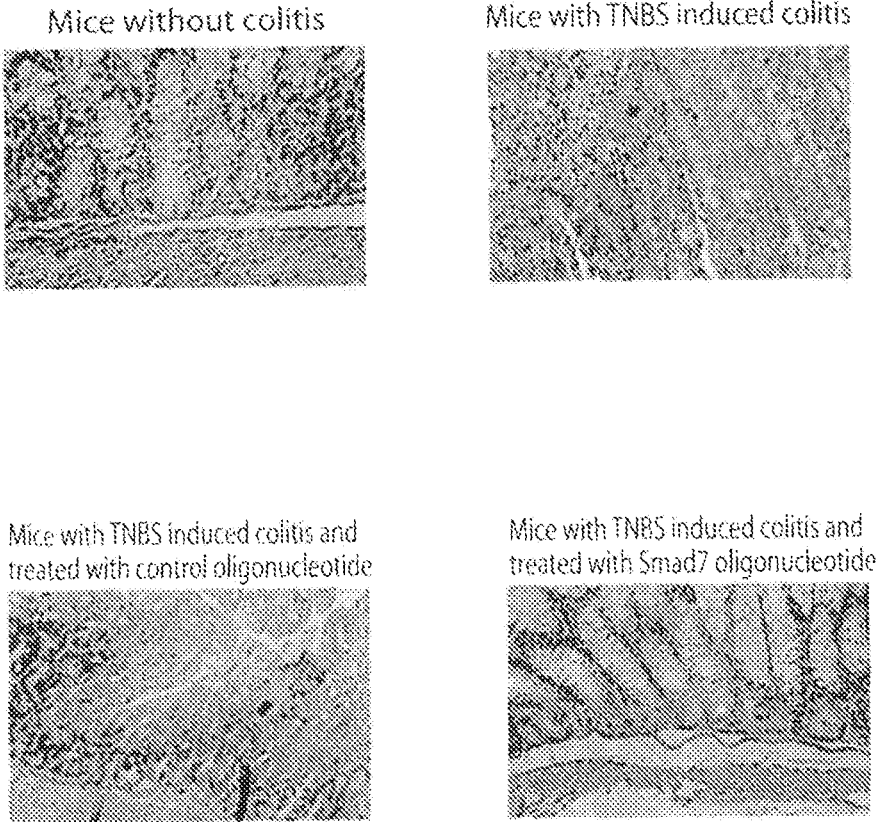 Mice without colitis
Mice with TNBS induced colitis
Mice with TNBS induced colitis and
treated with control oligonucleotide
Mice with TNBS induced colitis and
treated with Smad7 oligonucleotide